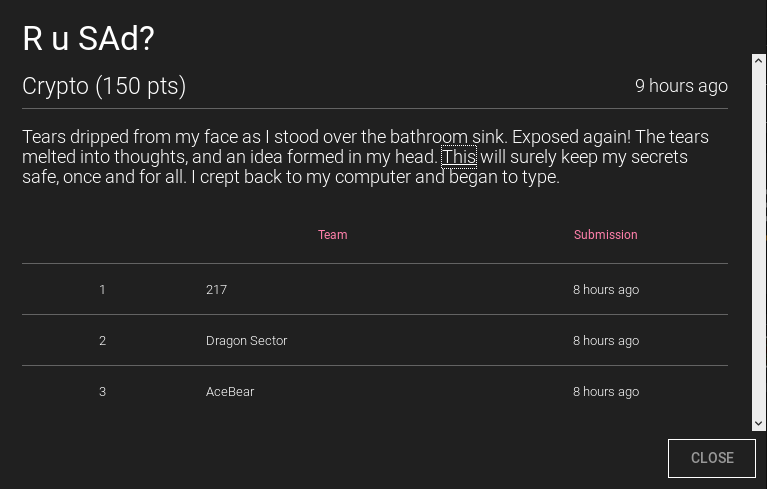 R u SAd?
Crypto (150 pts) 9 hours ago
Tears dripped from my face as I stood over the bathroom sink. Exposed again! The tears
melted into thoughts, and an idea formed in my head. This will surely keep my secrets
safe, once and for all. I crept back to my computer and began to type.
Team Submission
1 217 8 hours ago
2 Dragon Sector 8 hours ago
3 AceBear 8 hours ago
CLOSE